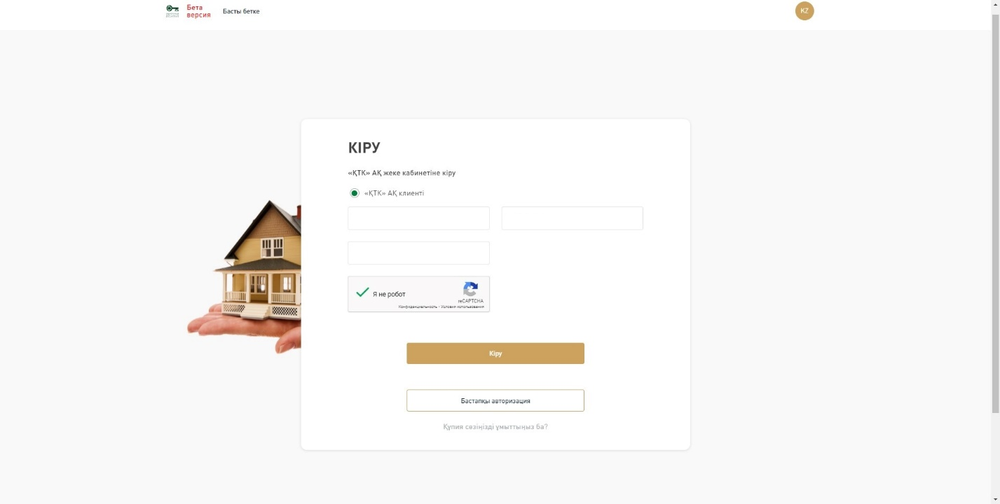 Бета
версия
Басты бетке
KZ
КІРУ
«ҚТК» АҚ жеке кабинетіне кіру
«ҚТК» АҚ клиенті
Я не робот
reCAPTCHA
Конфиденциальность - Условия использования
Кіру
Бастапқы авторизация
Құпия сөзіңізді ұмыттыңыз ба?